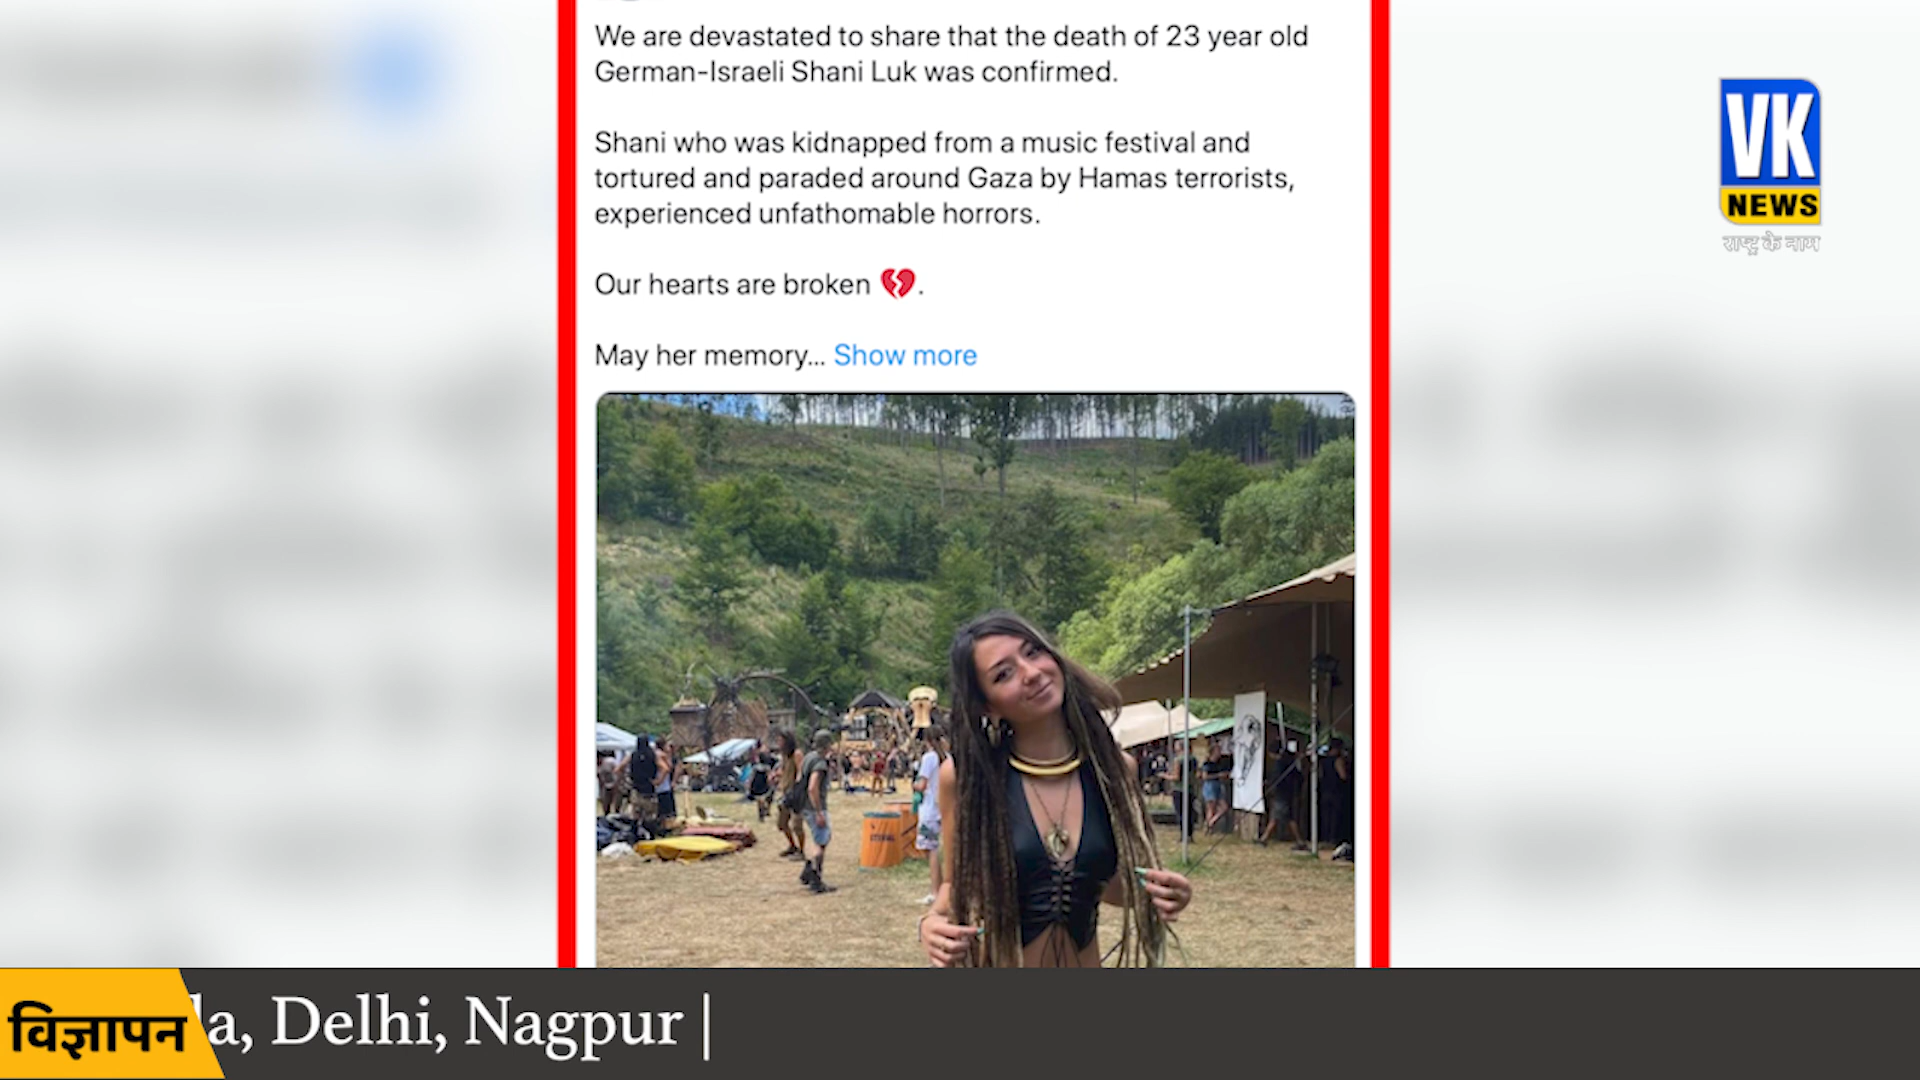 We are devastated to share that the death of 23 year old
German-Israeli Shani Luk was confirmed.
Shani who was kidnapped from a music festival and
tortured and paraded around Gaza by Hamas terrorists,
experienced unfathomable horrors.
Our hearts are broken 💔.
May her memory... Show more
VK
NEWS
राष्ट्र के नाम
विज्ञापन
la, Delhi, Nagpur |